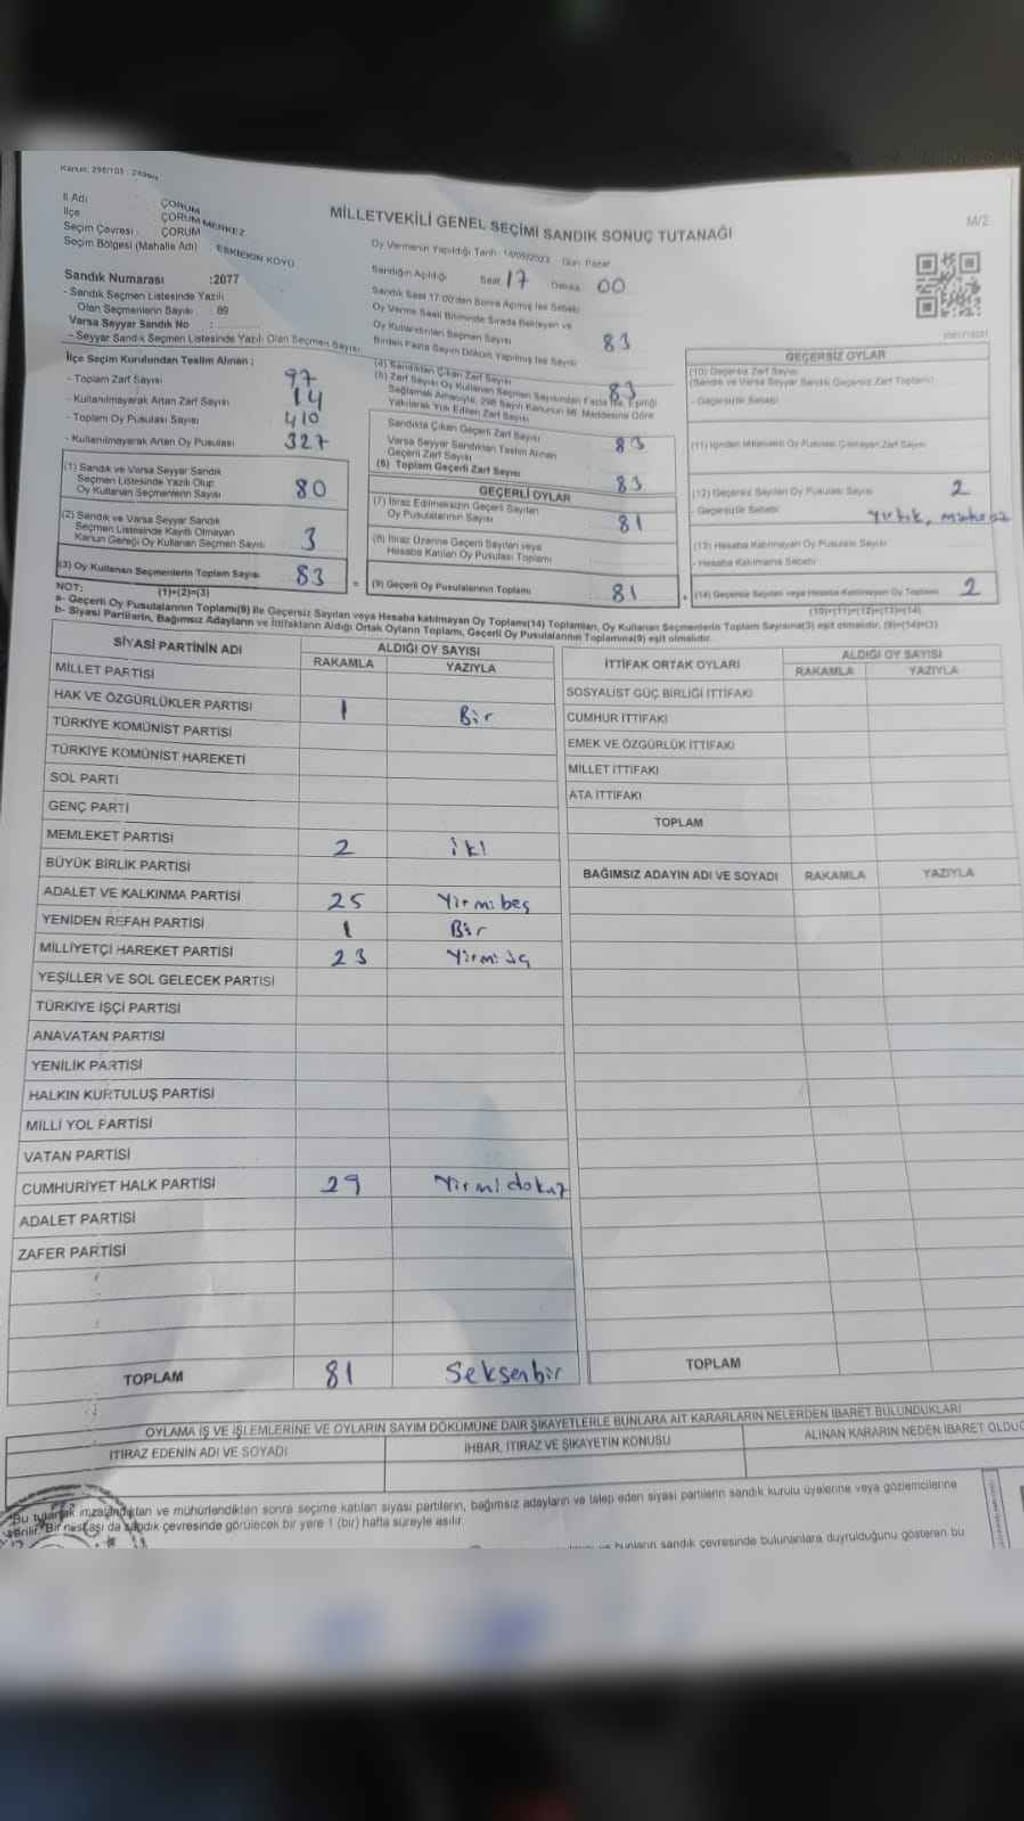 Kanun: 298/105
İl Adı : ÇORUM
İlçe : ÇORUM MERKEZ
Seçim Çevresi : ÇORUM
Seçim Bölgesi (Mahalle Adı) KÖYÜ
MİLLETVEKİLİ GENEL SEÇİMİ SANDIK SONUÇ TUTANAĞI
M/2
Oy Vermenin Yapıldığı Tarih : 14/05/2023 Gün: Pazar
Sandığın Açıldığı Saat 17 Dakika 00
Sandık Numarası :2077
- Sandık Seçmen Listesinde Yazılı
Olan Seçmenlerin Sayısı : 89
Varsa Seyyar Sandık No :
- Seyyar Sandık Seçmen Listesinde Yazılı Olan Seçmen Sayısı
Sandık Saat 17:00'den Sonra Açılmış İse Sebebi
Oy Verme Saati Bitiminde Sırada Bekleyen ve
Oy Kullandırılan Seçmen Sayısı
Birden Fazla Sayım Döküm Yapılmış İse Sayısı
83
İlçe Seçim Kurulundan Teslim Alınan :
- Toplam Zarf Sayısı 97
- Kullanılmayarak Artan Zarf Sayısı 14
- Toplam Oy Pusulası Sayısı 410
- Kullanılmayarak Artan Oy Pusulası 327
(1) Sandık ve Varsa Seyyar Sandık
Seçmen Listesinde Yazılı Olup
Oy Kullanan Seçmenlerin Sayısı 80
(2) Sandık ve Varsa Seyyar Sandık
Seçmen Listesinde Kayıtlı Olmayan
Kanun Gereği Oy Kullanan Seçmen Sayısı 3
(3) Oy Kullanan Seçmenlerin Toplam Sayısı 83
(1)+(2)=(3)
(4) Sandıktan Çıkan Zarf Sayısı 83
(5) Zarf Sayısı Oy Kullanan Seçmen Sayısından Fazla İse, Eşitliği
Sağlamak Amacıyla, 298 Sayılı Kanunun 98. Maddesine Göre
Yakılarak Yok Edilen Zarf Sayısı
Sandıkta Çıkan Geçerli Zarf Sayısı 83
Varsa Seyyar Sandıktan Teslim Alınan
Geçerli Zarf Sayısı
(6) Toplam Geçerli Zarf Sayısı 83
GEÇERLİ OYLAR
(7) İtiraz Edilmeksizin Geçerli Sayılan
Oy Pusulalarının Sayısı 81
(8) İtiraz Üzerine Geçerli Sayılan veya
Hesaba Katılan Oy Pusulası Toplamı
(9) Geçerli Oy Pusulalarının Toplamı 81
GEÇERSİZ OYLAR
(10) Geçersiz Zarf Sayısı
(Sandık ve Varsa Seyyar Sandık Geçersiz Zarf Toplamı)
- Geçersizlik Sebebi
(12) Geçersiz Sayılan Oy Pusulası Sayısı 2
- Geçersizlik Sebebi Yırtık,
(13) Hesaba Katılmayan Oy Pusulası Sayısı
- Hesaba Katılmama Sebebi
(14) Geçersiz Sayılan veya Hesaba Katılmayan Oy Toplamı 2
(10)+(11)+(12)+(13)=(14)
NOT:
a- Geçerli Oy Pusulalarının Toplamı(9) ile Geçersiz Sayılan veya Hesaba katılmayan Oy Toplamı(14) Toplamları, Oy Kullanan Seçmenlerin Toplam Sayısına(3) eşit olmalıdır. (9)+(14)=(3)
b- Siyasi Partilerin, Bağımsız Adayların ve İttifakların Aldığı Ortak Oyların Toplamı, Geçerli Oy Pusulalarının Toplamına(9) eşit olmalıdır.
SİYASİ PARTİNİN ADI ALDIĞI OY SAYISI
RAKAMLA YAZIYLA
MİLLET PARTİSİ
HAK VE ÖZGÜRLÜKLER PARTİSİ 1 Bir
TÜRKİYE KOMÜNİST PARTİSİ
TÜRKİYE KOMÜNİST HAREKETİ
SOL PARTİ
GENÇ PARTİ
MEMLEKET PARTİSİ 2 iki
BÜYÜK BİRLİK PARTİSİ
ADALET VE KALKINMA PARTİSİ 25 Yirmibeş
YENİDEN REFAH PARTİSİ 1 Bir
MİLLİYETÇİ HAREKET PARTİSİ 23 Yirmiüç
YEŞİLLER VE SOL GELECEK PARTİSİ
TÜRKİYE İŞÇİ PARTİSİ
ANAVATAN PARTİSİ
YENİLİK PARTİSİ
HALKIN KURTULUŞ PARTİSİ
MİLLİ YOL PARTİSİ
VATAN PARTİSİ
CUMHURİYET HALK PARTİSİ 29 Yirmidokuz
ADALET PARTİSİ
ZAFER PARTİSİ
TOPLAM 81 Seksenbir
İTTİFAK ORTAK OYLARI ALDIĞI OY SAYISI
RAKAMLA YAZIYLA
SOSYALİST GÜÇ BİRLİĞİ İTTİFAKI
CUMHUR İTTİFAKI
EMEK VE ÖZGÜRLÜK İTTİFAKI
MİLLET İTTİFAKI
ATA İTTİFAKI
TOPLAM
BAĞIMSIZ ADAYIN ADI VE SOYADI RAKAMLA YAZIYLA
TOPLAM
OYLAMA İŞ VE İŞLEMLERİNE VE OYLARIN SAYIM DÖKÜMÜNE DAİR ŞİKAYETLERLE BUNLARA AİT KARARLARIN NELERDEN İBARET BULUNDUKLARI
İTİRAZ EDENİN ADI VE SOYADI İHBAR, İTİRAZ VE ŞİKAYETİN KONUSU ALINAN KARARIN NEDEN İBARET OLDUĞ
Bu tutanak imzalandıktan ve mühürlendikten sonra seçime katılan siyasi partilerin, bağımsız adayların ve talep eden siyasi partilerin sandık kurulu üyelerine veya gözlemcilerine
verilir. Bir nüshası da sandık çevresinde görülecek bir yere 1 (bir) hafta süreyle asılır.
bunların sandık çevresinde bulunanlara duyrulduğunu gösteren bu